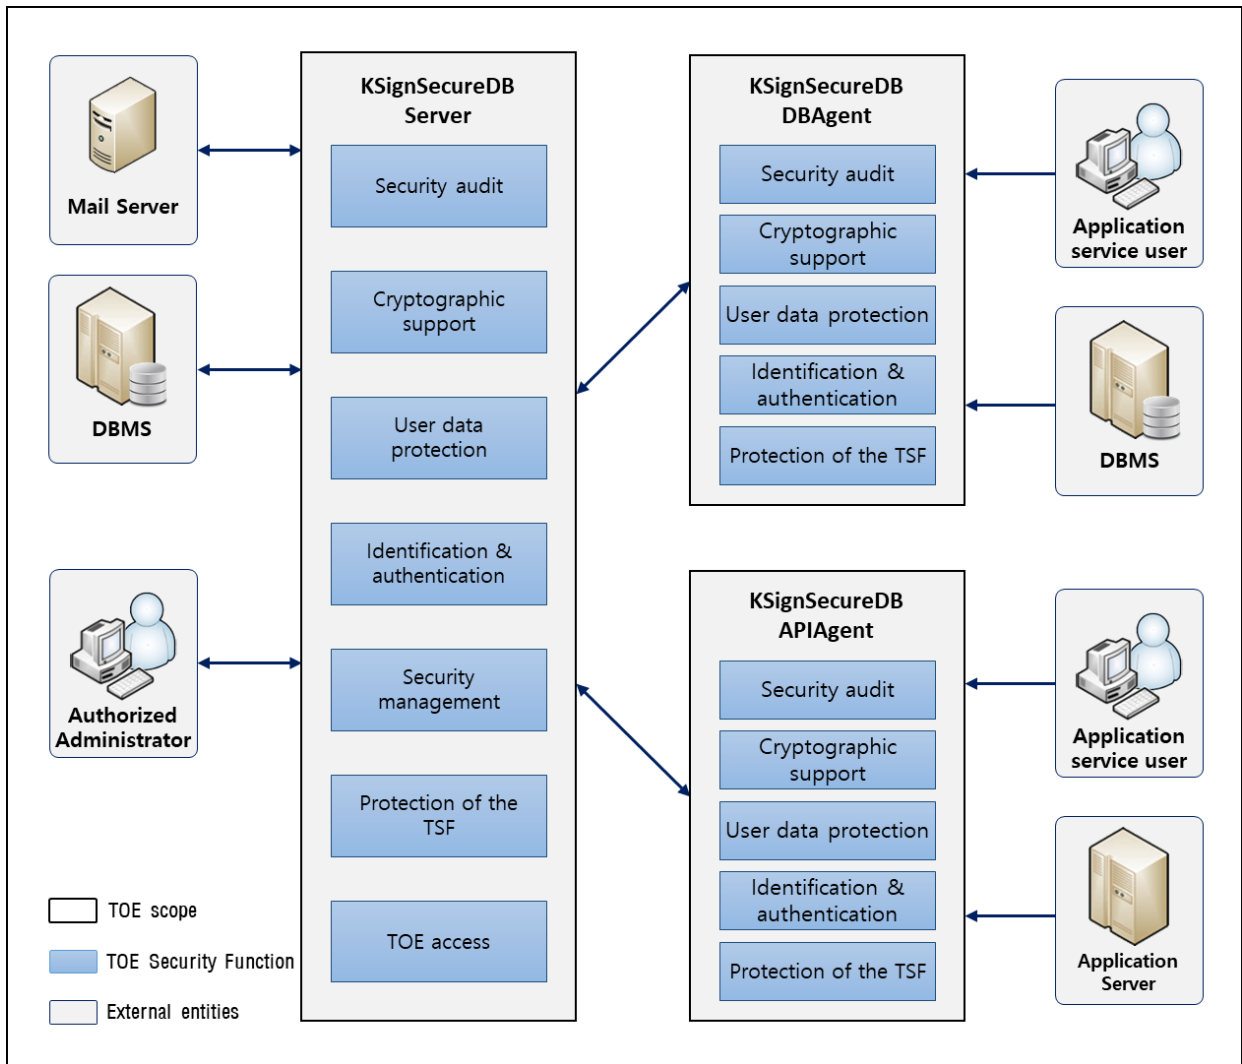 Mail Server
DBMS
Authorized
Administrator
KSignSecureDB
Server
Security audit
Cryptographic
support
User data
protection
Identification &
authentication
Security
management
Protection of the
TSF
TOE access
KSignSecureDB
DBAgent
Security audit
Cryptographic
support
User data protection
Identification &
authentication
Protection of the TSF
KSignSecureDB
APIAgent
Security audit
Cryptographic
support
User data protection
Identification &
authentication
Protection of the TSF
Application
service user
DBMS
Application
service user
Application
Server
TOE scope
TOE Security Function
External entities